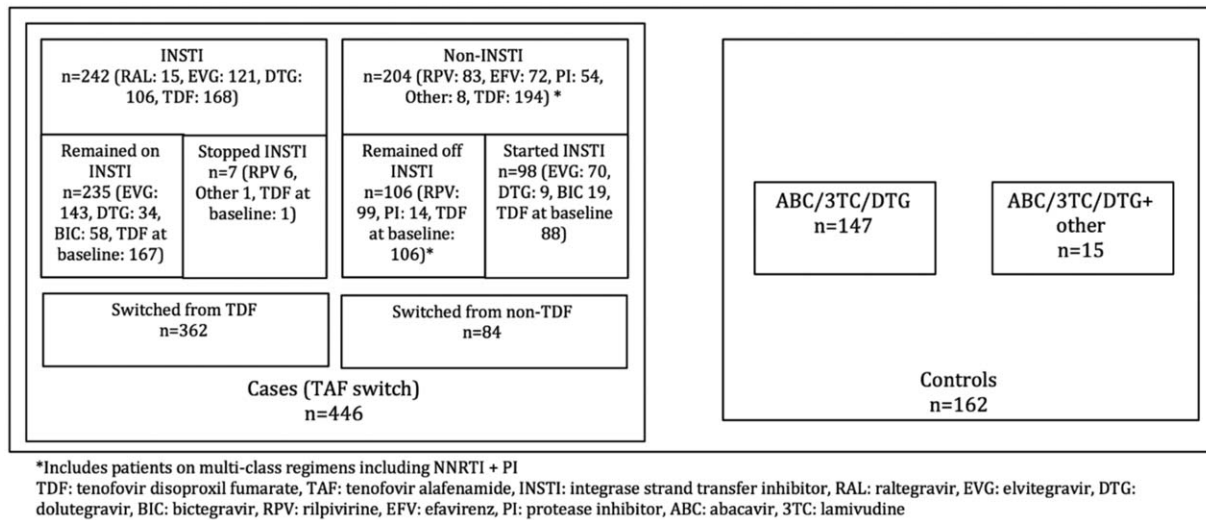 INSTI
n=242 (RAL: 15, EVG: 121, DTG:
106, TDF: 168)
Non-INSTI
n=204 (RPV: 83, EFV: 72, PI: 54,
Other: 8, TDF: 194) *
Remained on
INSTI
n=235 (EVG:
143, DTG: 34,
BIC: 58, TDF at
baseline: 167)
Stopped INSTI
n=7 (RPV 6,
Other 1, TDF at
baseline: 1)
Remained off
INSTI
n=106 (RPV:
99, PI: 14, TDF
at baseline:
106)*
Started INSTI
n=98 (EVG: 70,
DTG: 9, BIC 19,
TDF at baseline
88)
Switched from TDF
n=362
Switched from non-TDF
n=84
Cases (TAF switch)
n=446
ABC/3TC/DTG
n=147
ABC/3TC/DTG+
other
n=15
Controls
n=162
*Includes patients on multi-class regimens including NNRTI + PI
TDF: tenofovir disoproxil fumarate, TAF: tenofovir alafenamide, INSTI: integrase strand transfer inhibitor, RAL: raltegravir, EVG: elvitegravir, DTG:
dolutegravir, BIC: bictegravir, RPV: rilpivirine, EFV: efavirenz, PI: protease inhibitor, ABC: abacavir, 3TC: lamivudine